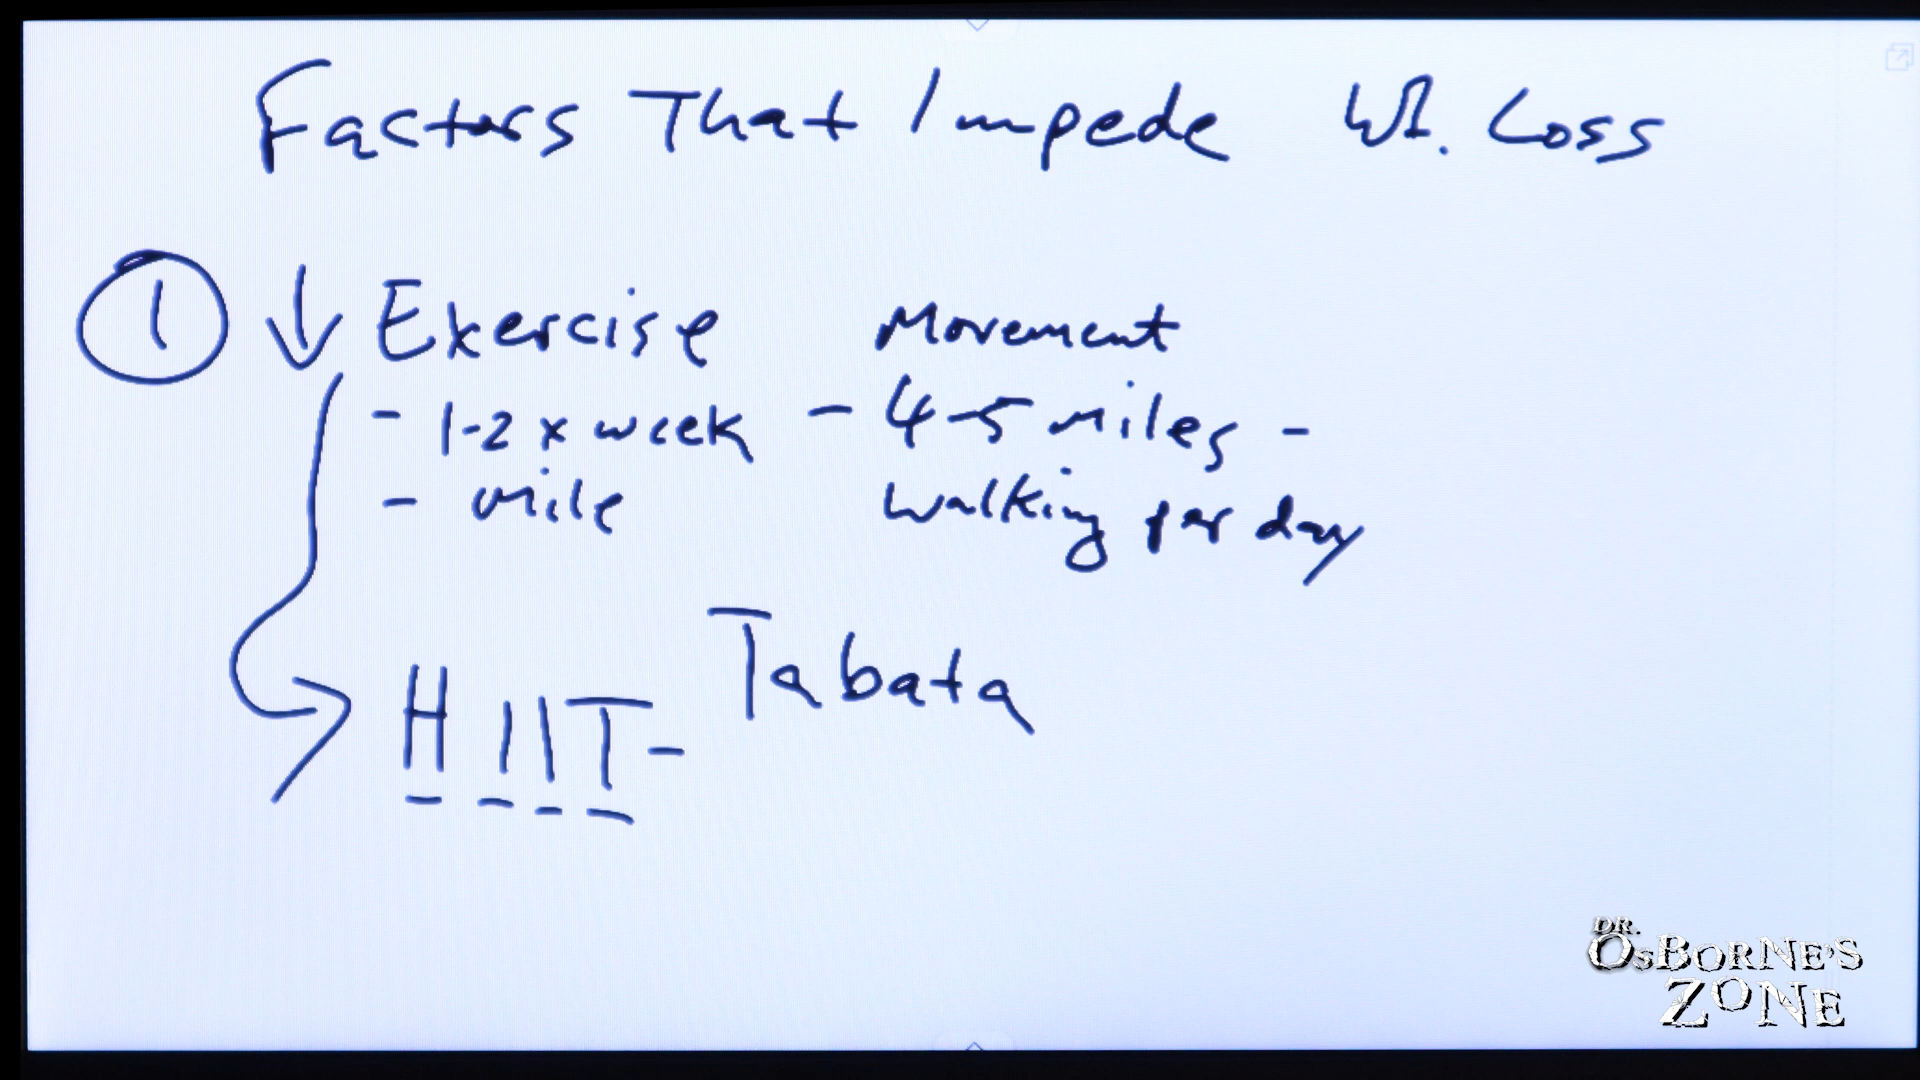 Factors That Impede Wt. Loss
① ↓ Exercise Movement
- 1-2 x week - 4-5 miles -
- mile walking per day
Tabata
HIIT-
DR.
OSBORNE'S
ZONE